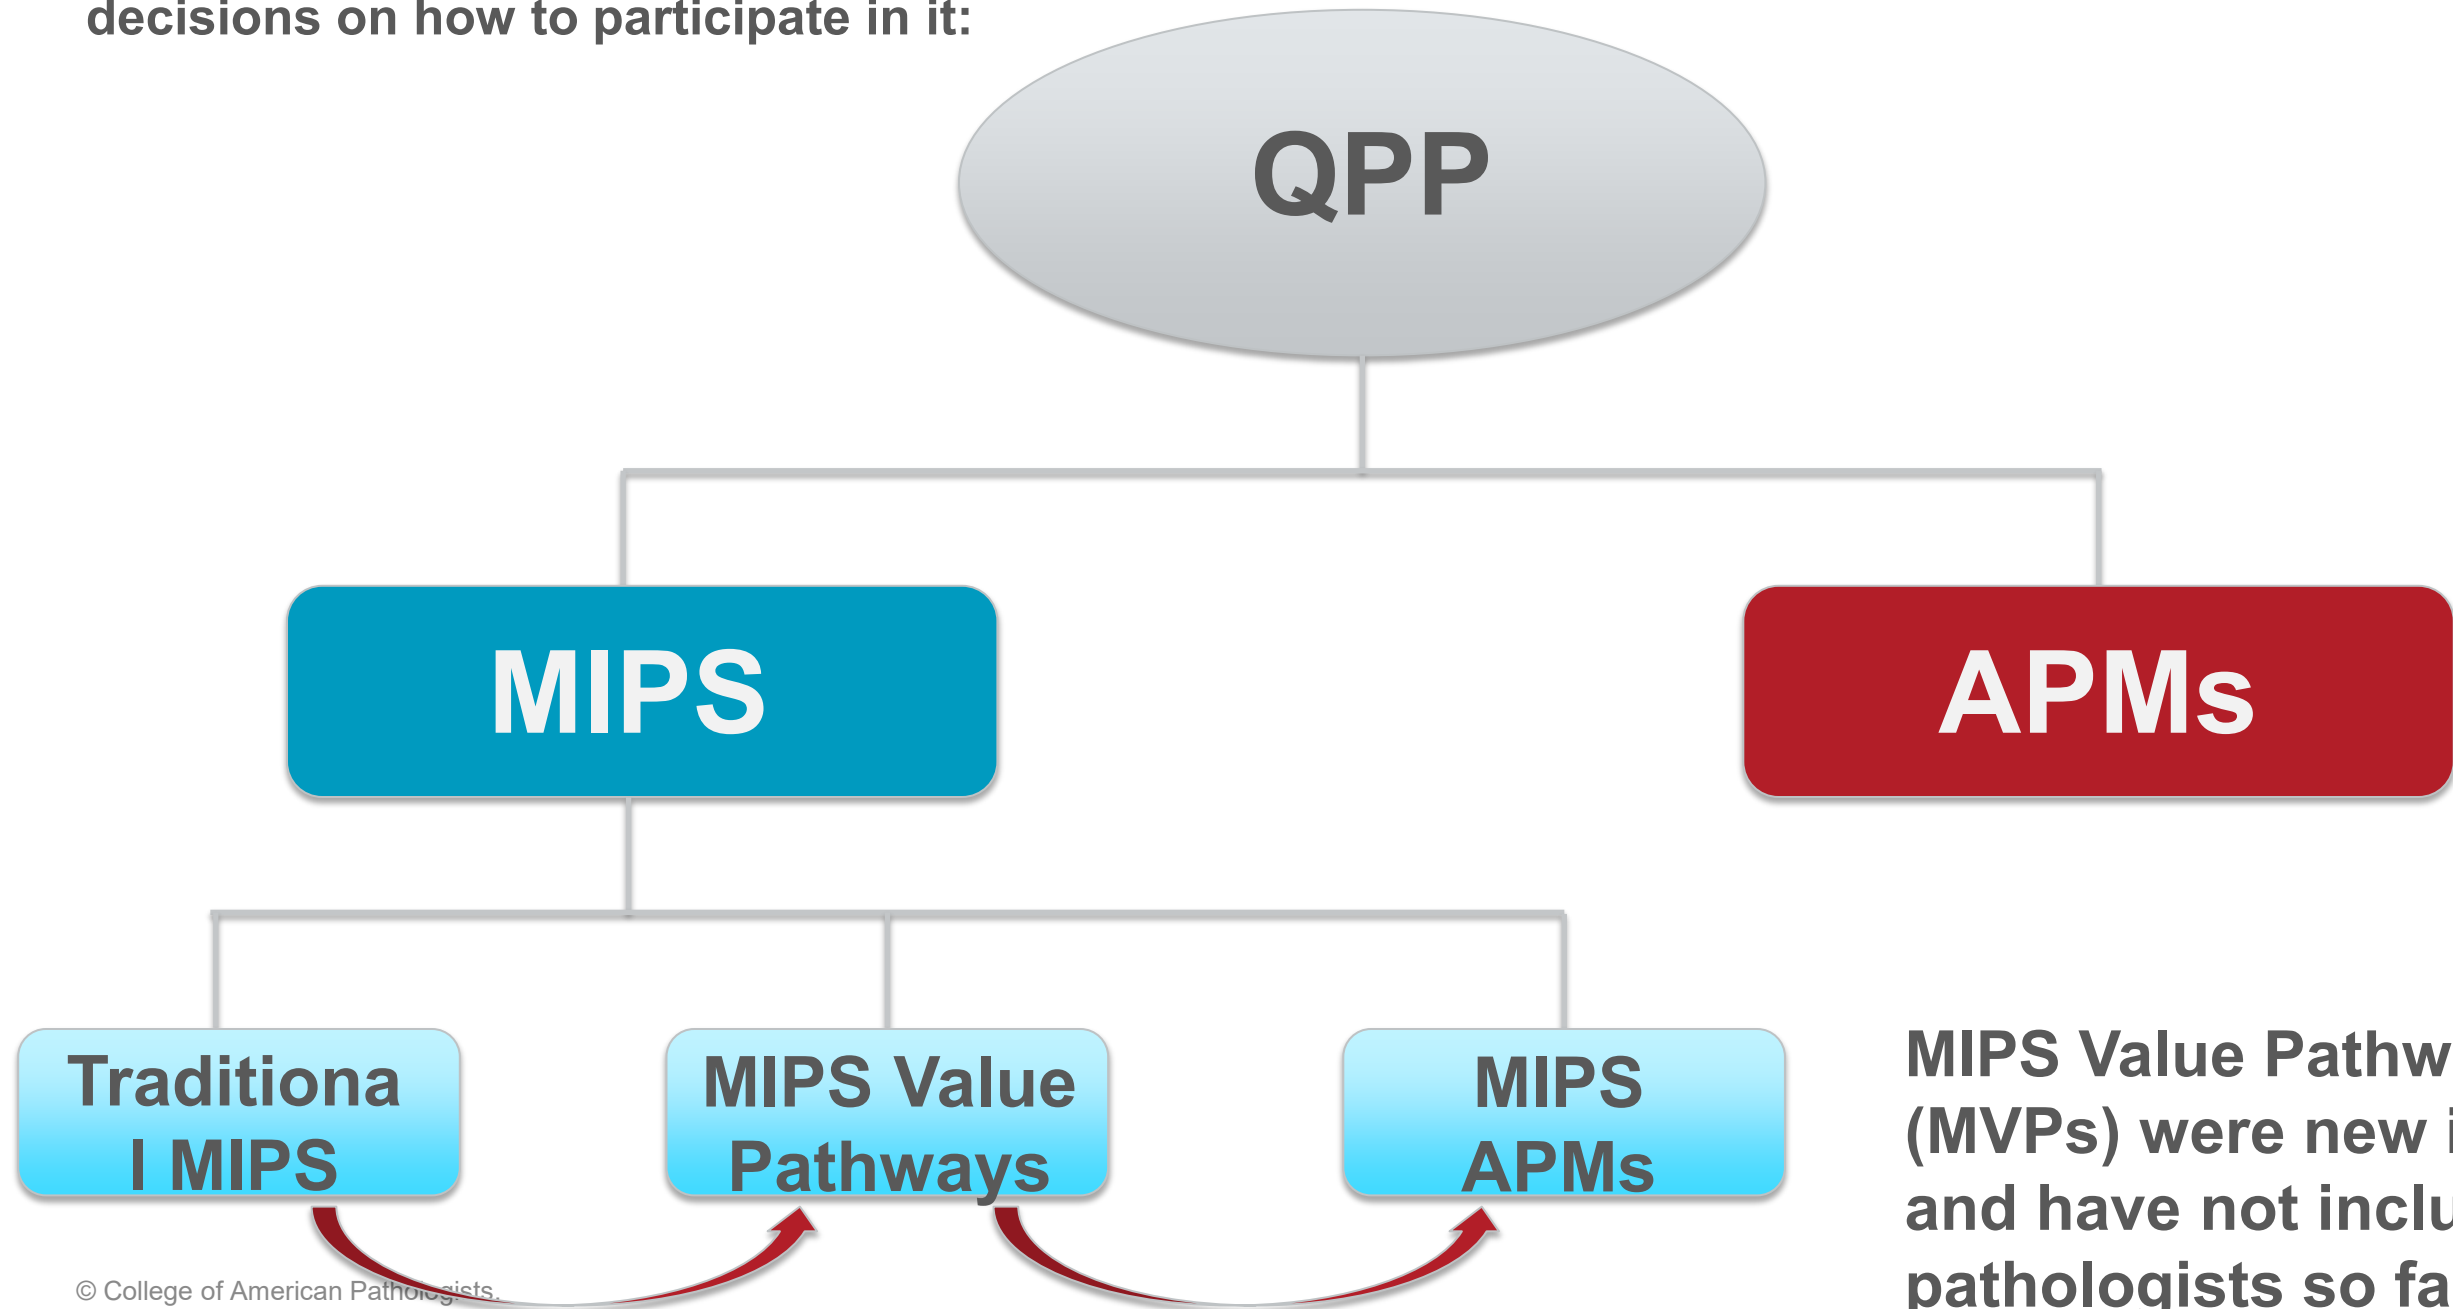 decisions on how to participate in it:
QPP
MIPS
APMs
Traditiona
l MIPS
MIPS Value
Pathways
MIPS
APMs
MIPS Value Pathw
(MVPs) were new i
and have not inclu
pathologists so fa
© College of American Pathologists.